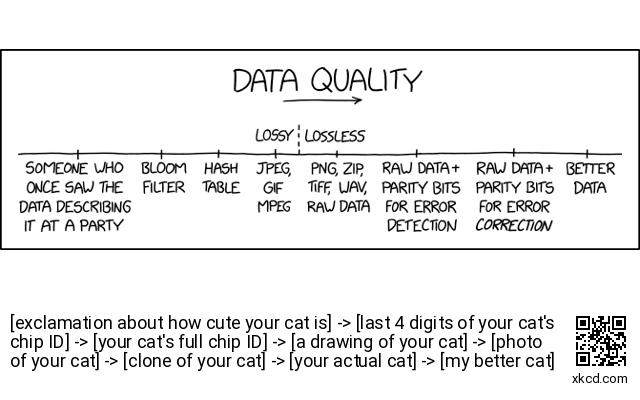 DATA QUALITY
LOSSY LOSSLESS
SOMEONE WHO
ONCE SAW THE
DATA DESCRIBING
IT AT A PARTY
BLOOM
FILTER
HASH
TABLE
JPEG,
GIF
MPEG
PNG, ZIP,
TIFF, WAV,
RAW DATA
RAW DATA +
PARITY BITS
FOR ERROR
DETECTION
RAW DATA +
PARITY BITS
FOR ERROR
CORRECTION
BETTER
DATA
[exclamation about how cute your cat is] -> [last 4 digits of your cat's
chip ID] -> [your cat's full chip ID] -> [a drawing of your cat] -> [photo
of your cat] -> [clone of your cat] -> [your actual cat] -> [my better cat]
xkcd.com